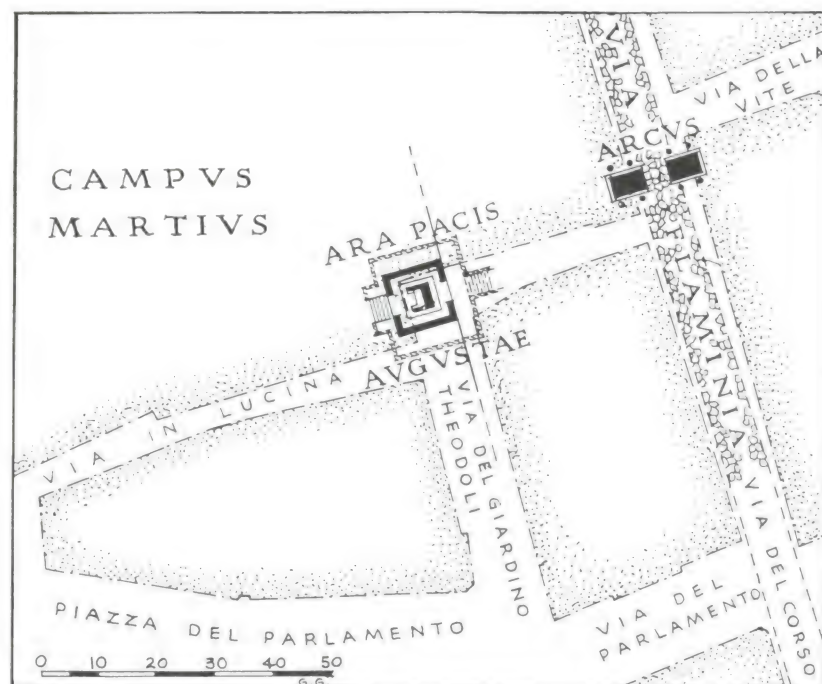 VIA
VIA DELLA
VITE
ARCVS
CAMPVS
MARTIVS
ARA PACIS
AVGVSTAE
FLAMINIA
VIA IN LUCINA
VIA DEL GIARDINO
THEODOLI
VIA DEL CORSO
VIA DEL
PARLAMENTO
PIAZZA DEL PARLAMENTO
0 10 20 30 40 50
G.G.